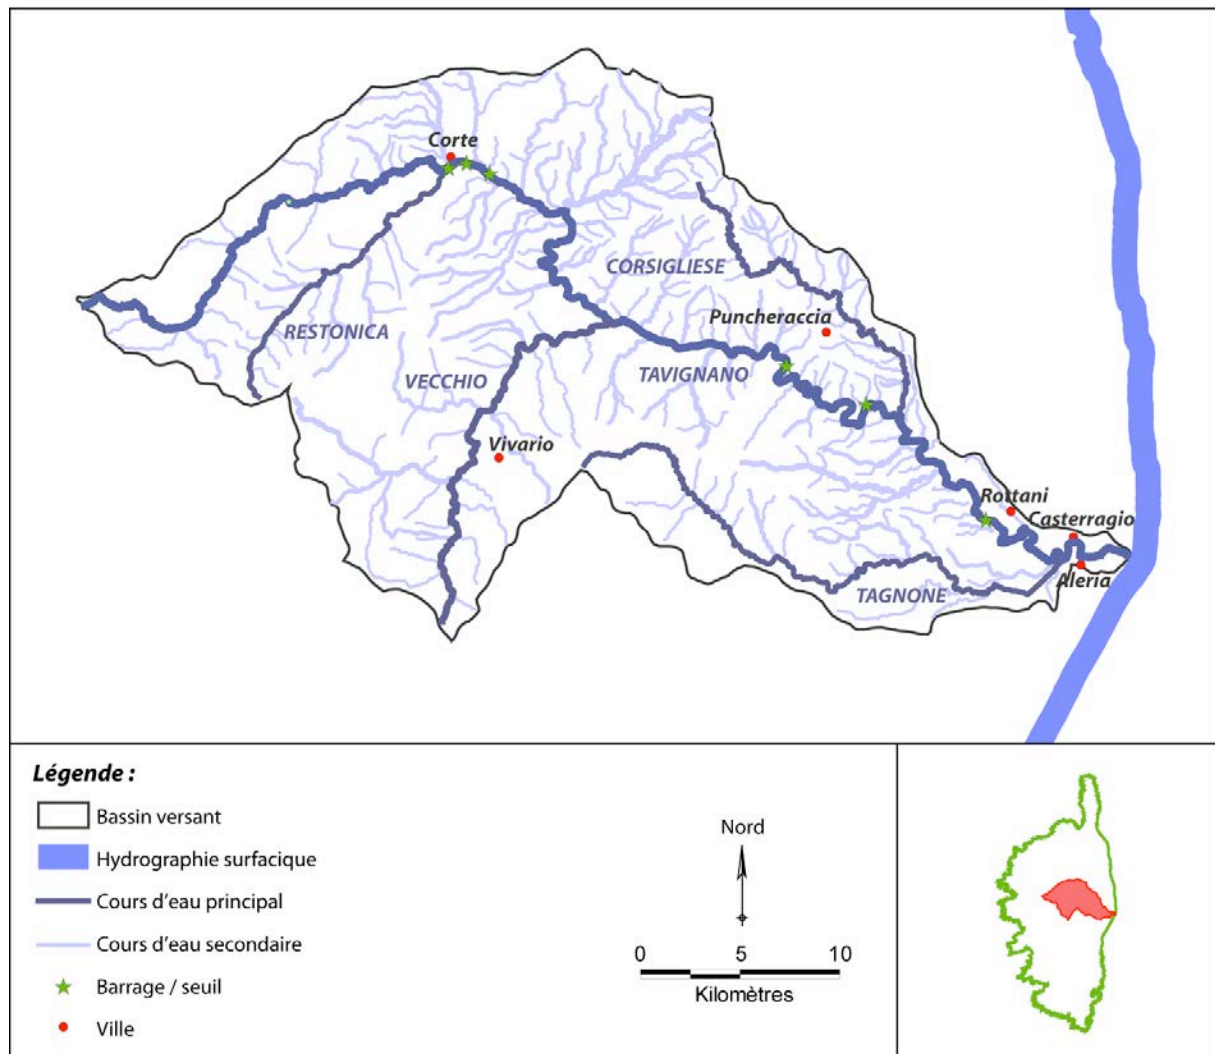 Corte
CORSIGLIESE
Puncheraccia
RESTONICA
VECCHIO
TAVIGNANO
Vivario
Rottani
Casterragio
Aleria
TAGNONE
Légende :
Bassin versant
Hydrographie surfacique
Cours d'eau principal
Cours d'eau secondaire
Barrage / seuil
Ville
Nord
0 5 10
Kilomètres